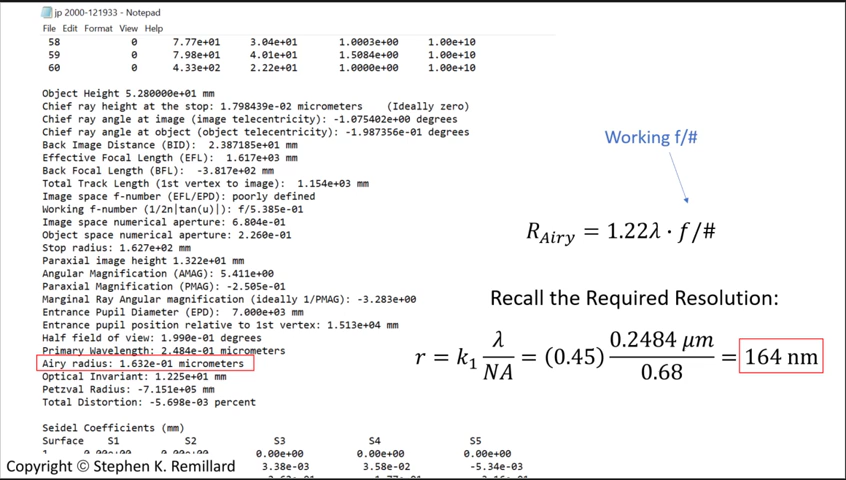 jp 2000-121933 - Notepad
File Edit Format View Help
58 0 7.77e+01 3.04e+01 1.0003e+00 1.00e+10
59 0 7.98e+01 4.01e+01 1.5084e+00 1.00e+10
60 0 4.33e+02 2.22e+01 1.0000e+00 1.00e+10
Object Height 5.280000e+01 mm
Chief ray height at the stop: 1.798439e-02 micrometers (Ideally zero)
Chief ray angle at image (image telecentricity): -1.075402e+00 degrees
Chief ray angle at object (object telecentricity): -1.987356e-01 degrees
Back Image Distance (BID): 2.387185e+01 mm
Effective Focal Length (EFL): 1.617e+03 mm
Back Focal Length (BFL): -3.817e+02 mm
Total Track Length (1st vertex to image): 1.154e+03 mm
Image space f-number (EFL/EPD): poorly defined
Working f-number (1/2n|tan(u)|): f/5.385e-01
Image space numerical aperture: 6.804e-01
Object space numerical aperture: 2.260e-01
Stop radius: 1.627e+02 mm
Paraxial image height 1.322e+01 mm
Angular Magnification (AMAG): 5.411e+00
Paraxial Magnification (PMAG): -2.505e-01
Marginal Ray Angular magnification (ideally 1/PMAG): -3.283e+00
Entrance Pupil Diameter (EPD): 7.000e+03 mm
Entrance pupil position relative to 1st vertex: 1.513e+04 mm
Half field of view: 1.990e-01 degrees
Primary Wavelength: 2.484e-01 micrometers
Airy radius: 1.632e-01 micrometers
Optical Invariant: 1.225e+01 mm
Petzval Radius: -7.151e+05 mm
Total Distortion: -5.698e-03 percent
Seidel Coefficients (mm)
Surface S1 S2 S3 S4 S5
0.00e+00 0.00e+00 0.00e+00
3.38e-03 3.58e-02 -5.34e-03
Copyright © Stephen K. Remillard
Working f/#
R_Airy = 1.22λ · f/#
Recall the Required Resolution:
r = k₁ λ/NA = (0.45) 0.2484 μm/0.68 = 164 nm